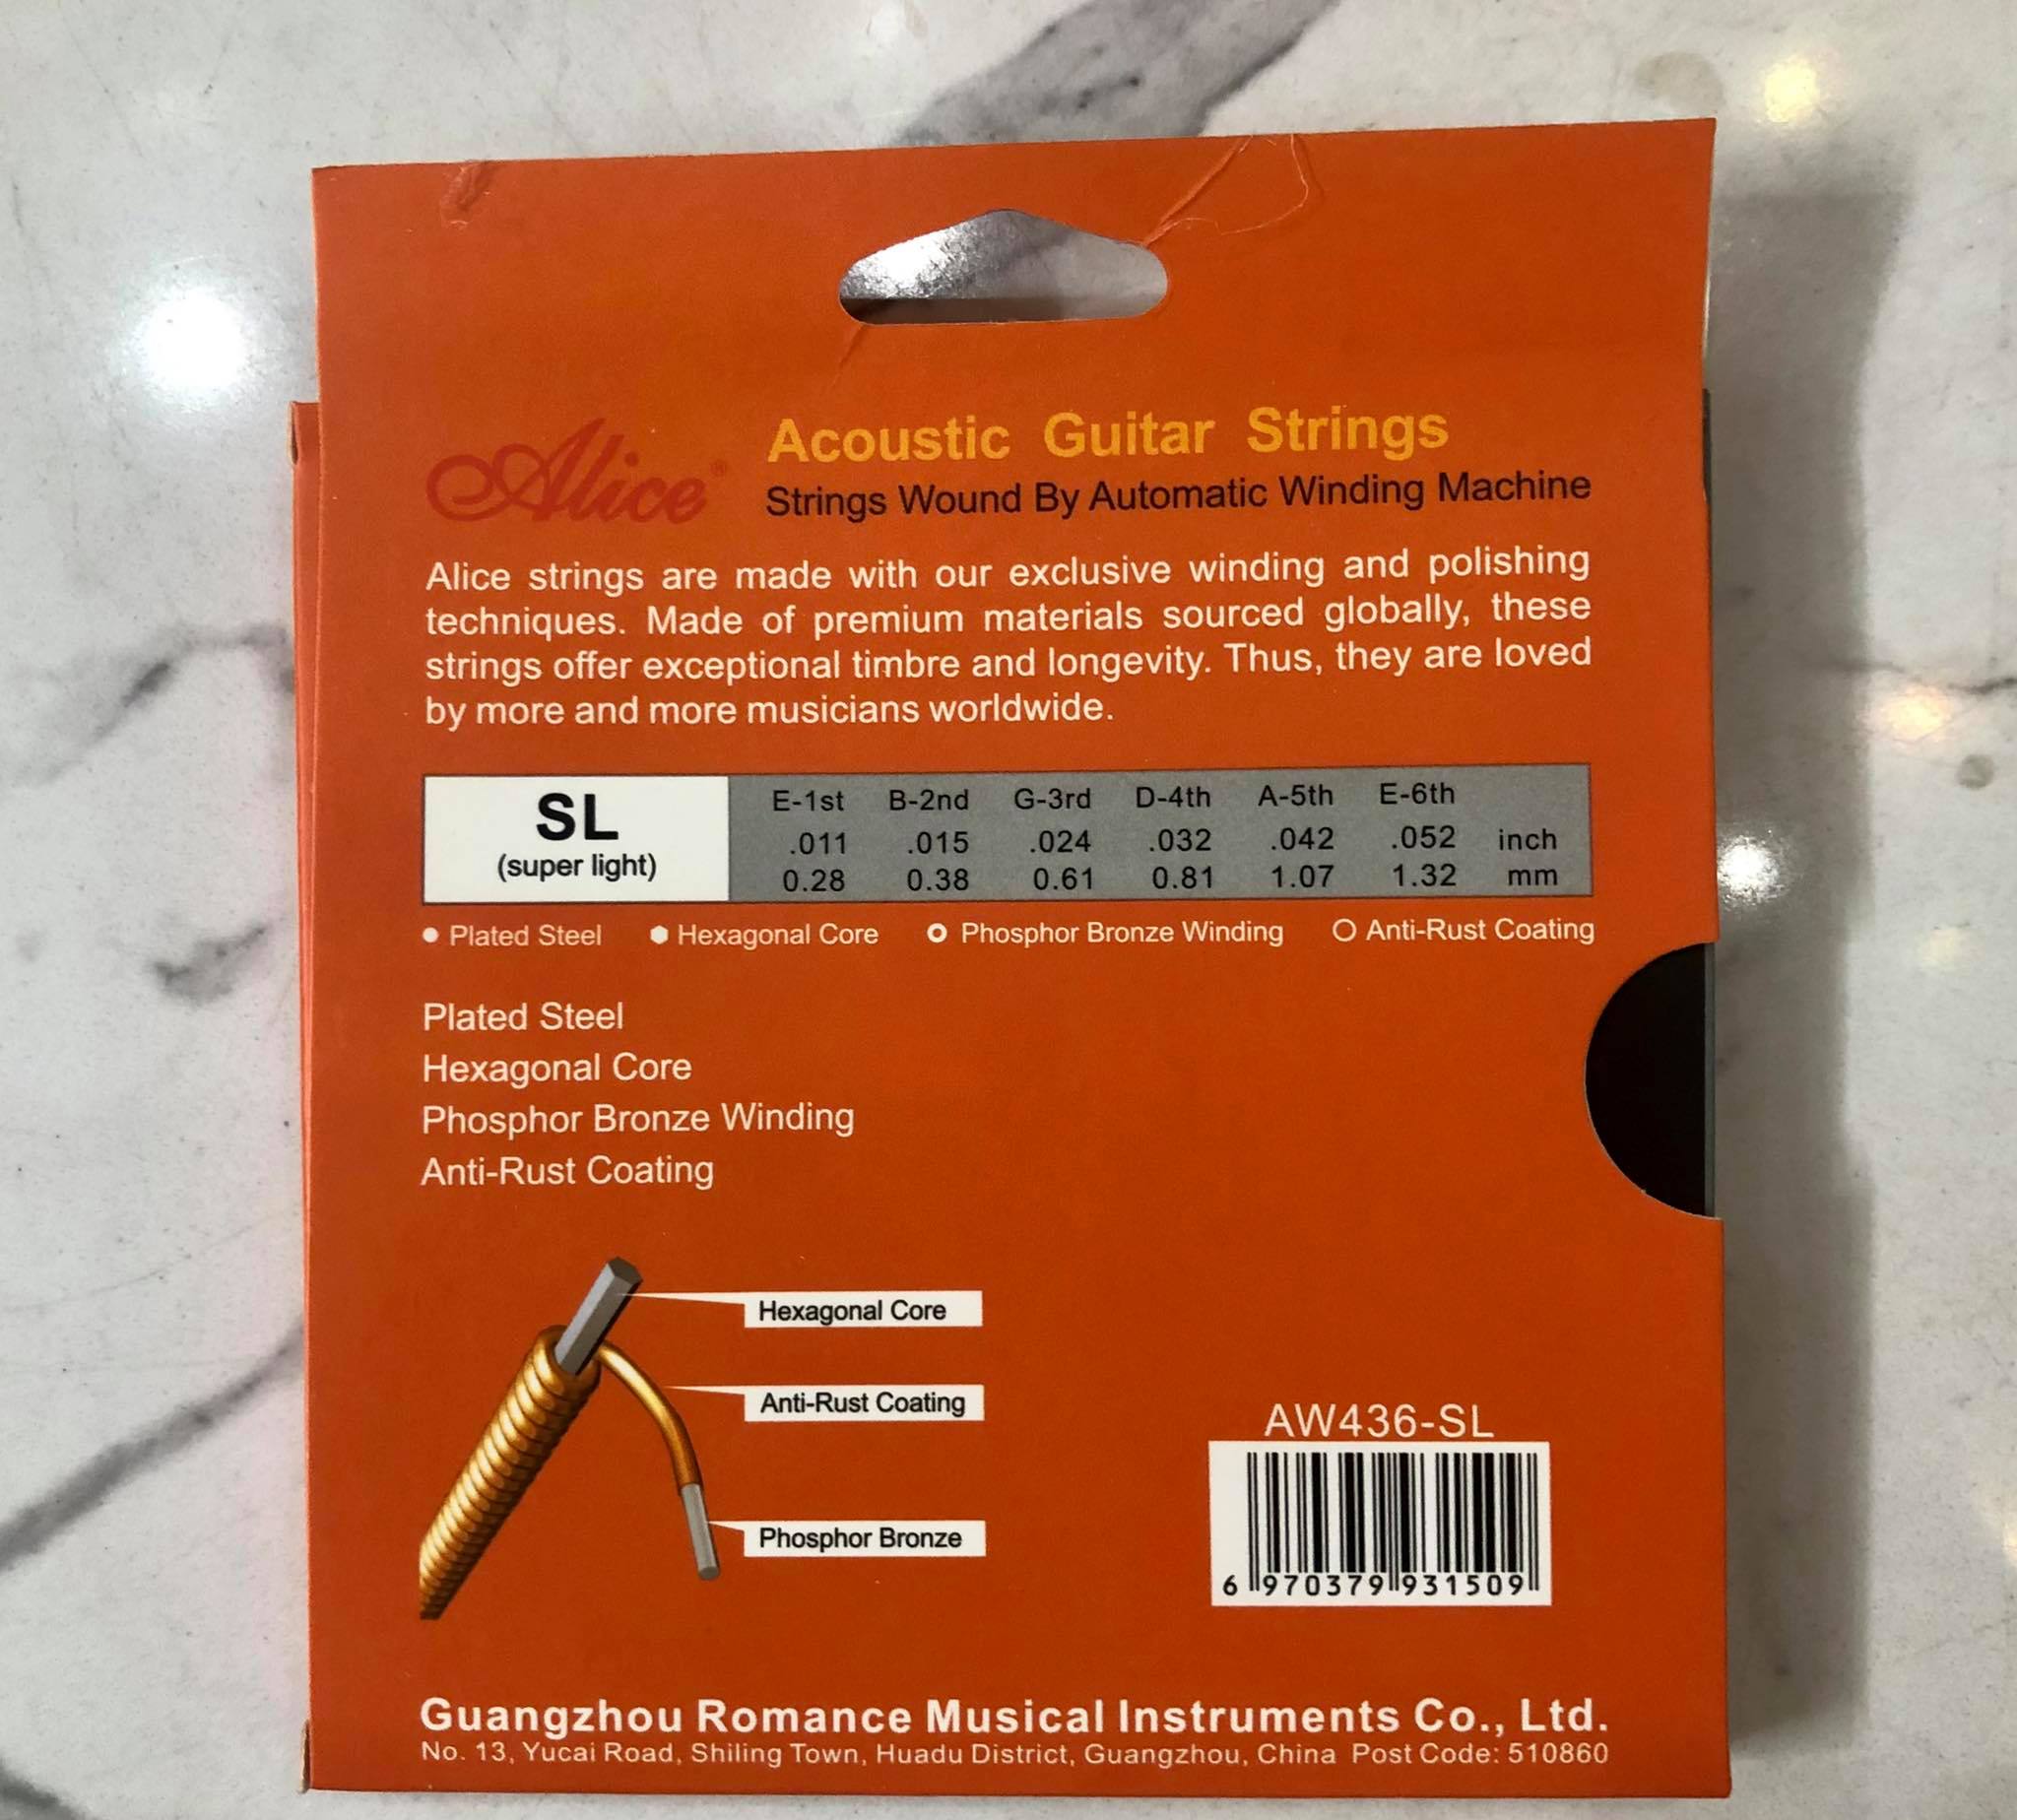 Alice®
Acoustic Guitar Strings
Strings Wound By Automatic Winding Machine
Alice strings are made with our exclusive winding and polishing
techniques. Made of premium materials sourced globally, these
strings offer exceptional timbre and longevity. Thus, they are loved
by more and more musicians worldwide.
SL
(super light)
E-1st B-2nd G-3rd D-4th A-5th E-6th
.011 .015 .024 .032 .042 .052 inch
0.28 0.38 0.61 0.81 1.07 1.32 mm
Plated Steel Hexagonal Core Phosphor Bronze Winding Anti-Rust Coating
Plated Steel
Hexagonal Core
Phosphor Bronze Winding
Anti-Rust Coating
Hexagonal Core
Anti-Rust Coating
Phosphor Bronze
AW436-SL
6 970379 931509
Guangzhou Romance Musical Instruments Co., Ltd.
No. 13, Yucai Road, Shiling Town, Huadu District, Guangzhou, China Post Code: 510860